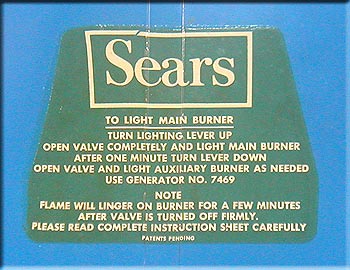 Sears
TO LIGHT MAIN BURNER
TURN LIGHTING LEVER UP
OPEN VALVE COMPLETELY AND LIGHT MAIN BURNER
AFTER ONE MINUTE TURN LEVER DOWN
OPEN VALVE AND LIGHT AUXILIARY BURNER AS NEEDED
USE GENERATOR NO. 7469
NOTE
FLAME WILL LINGER ON BURNER FOR A FEW MINUTES
AFTER VALVE IS TURNED OFF FIRMLY.
PLEASE READ COMPLETE INSTRUCTION SHEET CAREFULLY
PATENTS PENDING